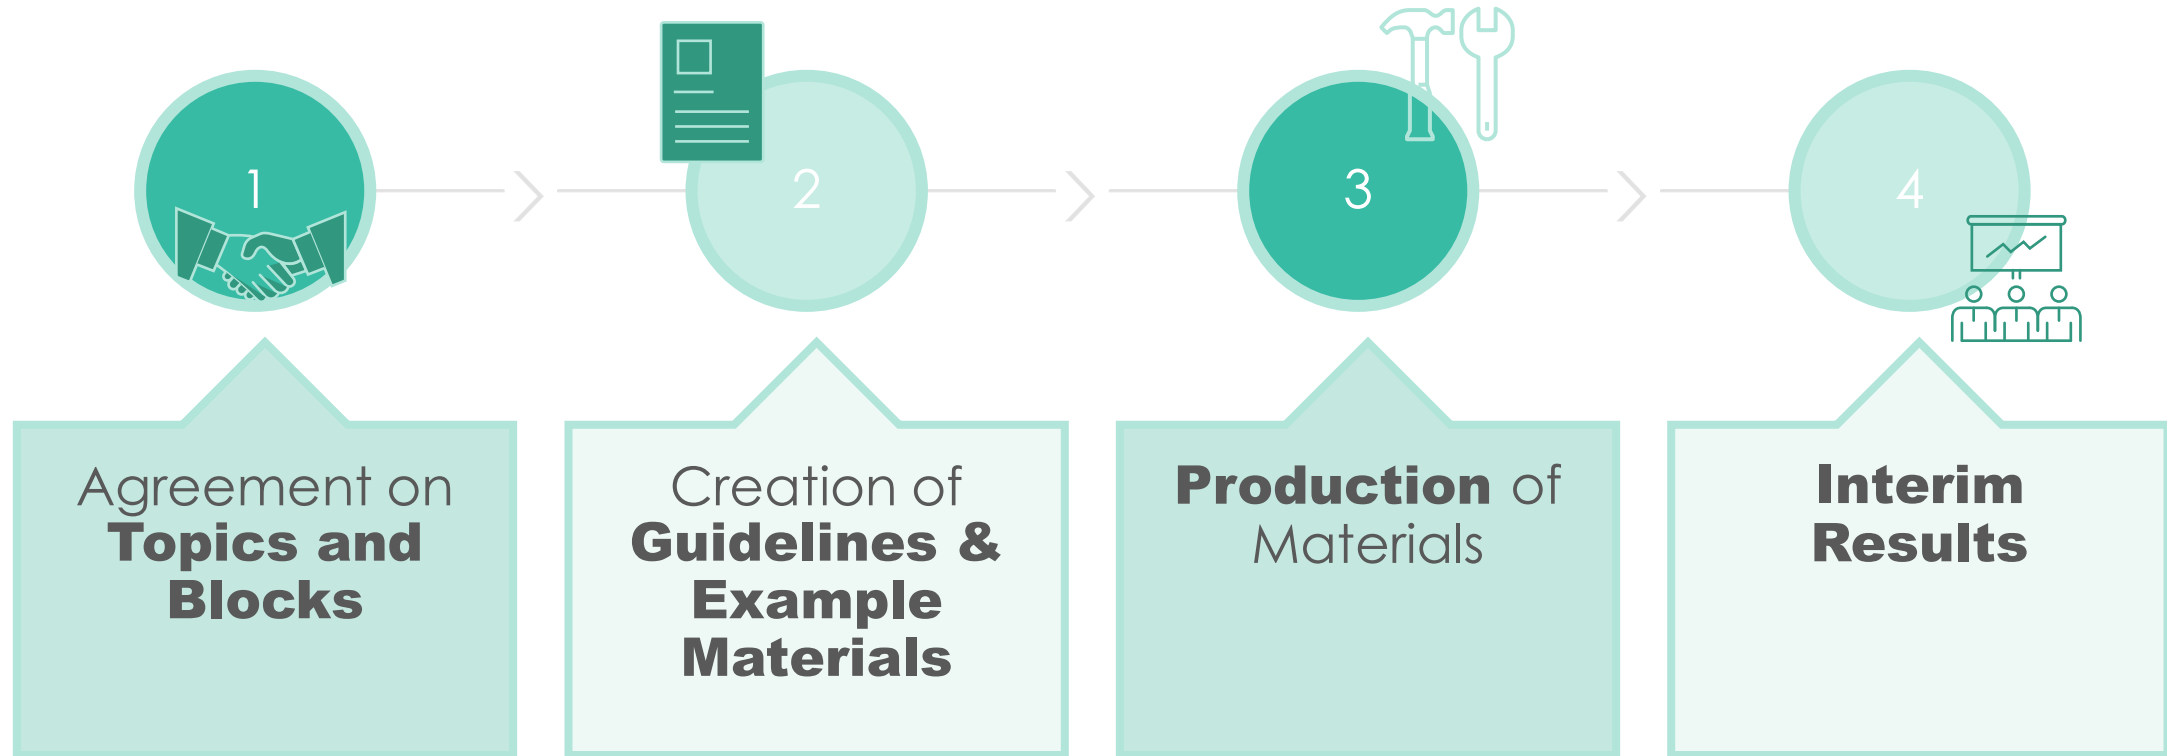 1
2
3
4
Agreement on
Topics and
Blocks
Creation of
Guidelines &
Example
Materials
Production of
Materials
Interim
Results